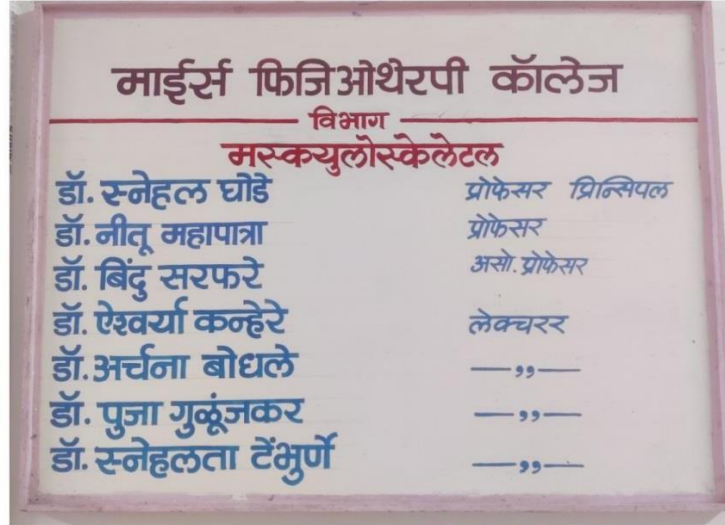 माईर्स फिजिओथेरपी कॉलेज
विभाग
मस्क्युलोस्केलेटल
डॉ. स्नेहल घोंडे प्रोफेसर प्रिन्सिपल
डॉ. नीतू महापात्रा प्रोफेसर
डॉ. बिंदु सरफरे असो. प्रोफेसर
डॉ. ऐश्वर्या कन्हेरे लेक्चरर
डॉ. अर्चना बोधले —,,—
डॉ. पुजा गुळूंजकर —,,—
डॉ. स्नेहलता टेंभुर्णे —,,—